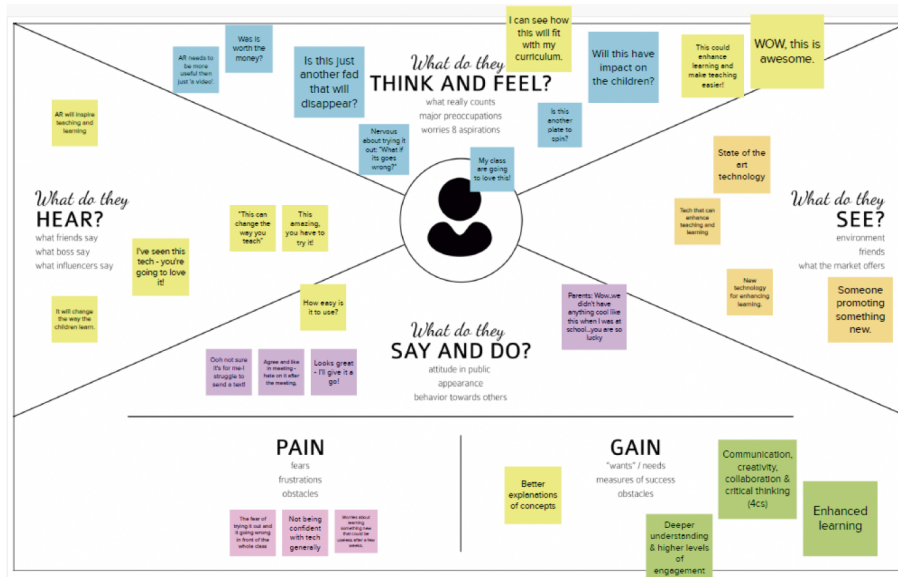 What do they
THINK AND FEEL?
what really counts
major preoccupations
worries & aspirations
AR needs to
be more
useful then
just 'a video'.
Was is
worth the
money?
Is this just
another fad
that will
disappear?
Nervous
about trying it
out: "What if
its goes
wrong?"
I can see how
this will fit
with my
curriculum.
Will this have
impact on
the children?
Is this
another
plate to
spin?
My class
are going
to love this!
This could
enhance
learning and
make teaching
easier!
WOW, this is
awesome.
What do they
HEAR?
what friends say
what boss say
what influencers say
AR will inspire
teaching and
learning
I've seen this
tech - you're
going to love
it!
It will change
the way the
children learn.
"This can
change the
way you
teach"
This
amazing,
you have
to try it!
What do they
SEE?
environment
friends
what the market offers
State of the
art
technology
Tech that can
enhance
teaching and
learning
New
technology
for enhancing
learning.
Someone
promoting
something
new.
What do they
SAY AND DO?
attitude in public
appearance
behavior towards others
How easy is
it to use?
Ooh not sure
it's for me-I
struggle to
send a text!
Agree and like
in meeting -
hate on it after
the meeting.
Looks great
- I'll give it a
go!
Parents: Wow..we
didn't have
anything cool like
this when I was at
school...you are so
lucky
PAIN
fears
frustrations
obstacles
The fear of
trying it out and
it going wrong
in front of the
whole class
Not being
confident
with tech
generally
Worries about
learning
something new
that could be
useless after a few
weeks.
GAIN
"wants" / needs
measures of success
obstacles
Better
explanations
of concepts
Communication,
creativity,
collaboration &
critical thinking
(4cs)
Deeper
understanding
& higher levels
of
engagement
Enhanced
learning